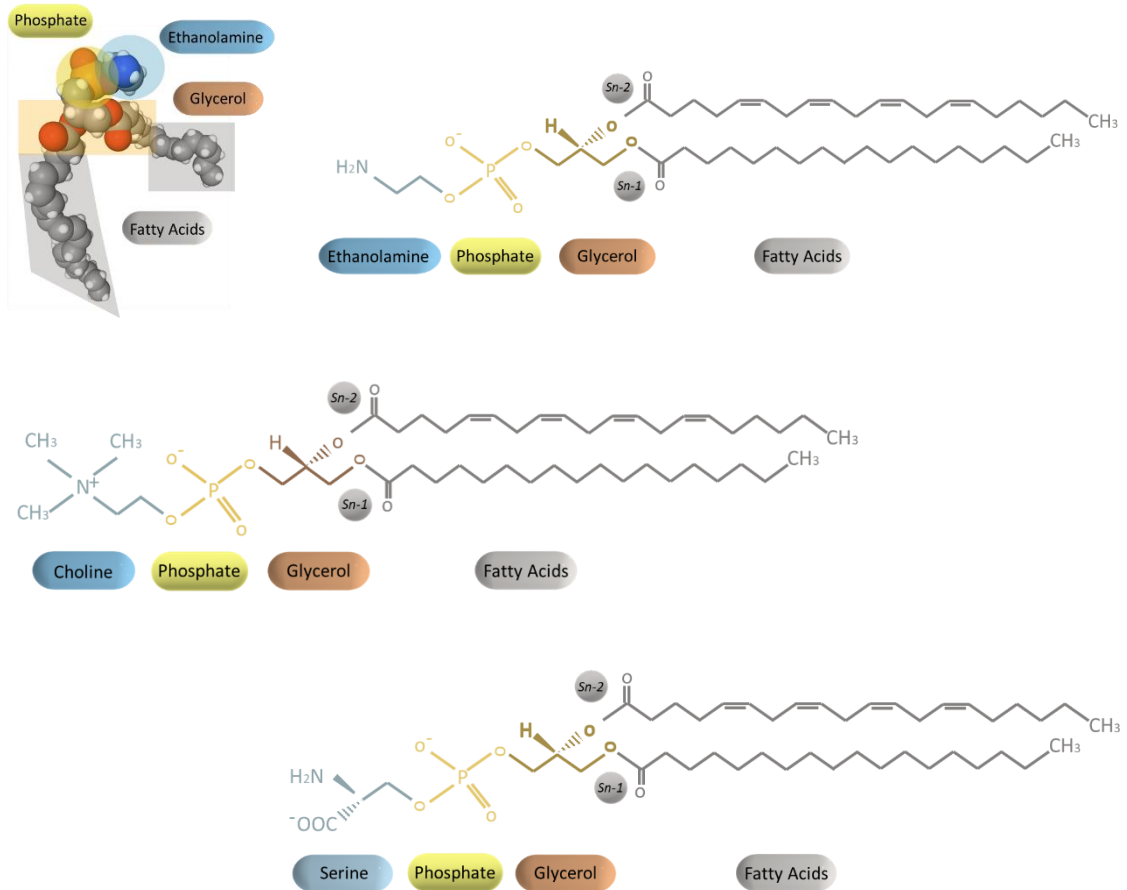 Phosphate
Ethanolamine
Glycerol
Fatty Acids
Sn-2
O
CH₃
H
O
O⁻
O
O
CH₃
H₂N
P
Sn-1
O
O
O
Ethanolamine
Phosphate
Glycerol
Fatty Acids
Sn-2
O
CH₃
CH₃
H
O
CH₃
O⁻
O
O
CH₃
N⁺
P
O
CH₃
Sn-1
O
O
Choline
Phosphate
Glycerol
Fatty Acids
Sn-2
O
CH₃
H
O
O⁻
O
O
CH₃
H₂N
P
Sn-1
O
O
O
⁻OOC
Serine
Phosphate
Glycerol
Fatty Acids